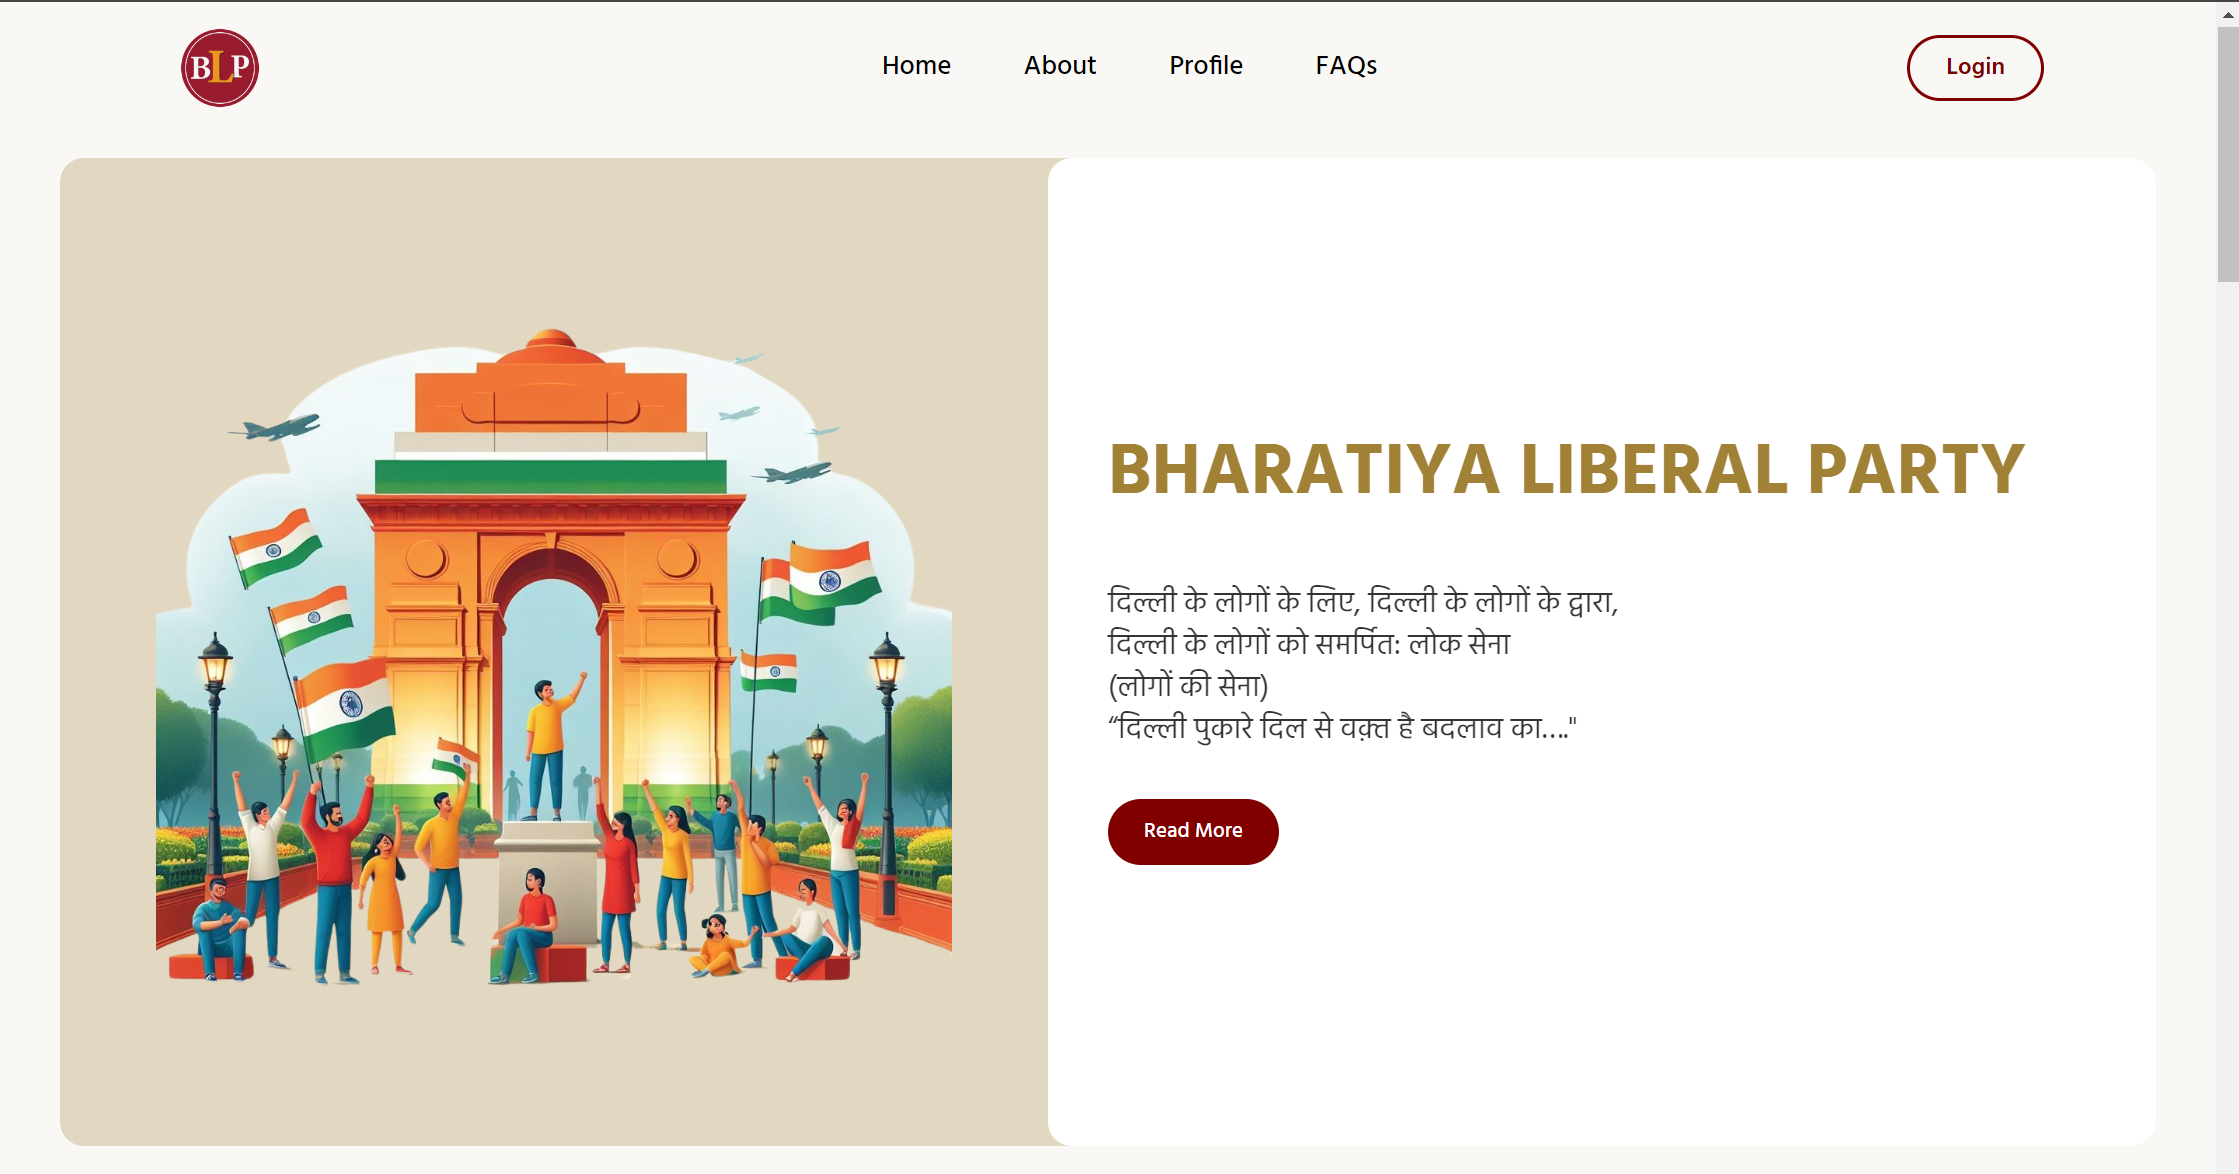 BLP
Home About Profile FAQs
Login
BHARATIYA LIBERAL PARTY
दिल्ली के लोगों के लिए, दिल्ली के लोगों के द्वारा,
दिल्ली के लोगों को समर्पित: लोक सेना
(लोगों की सेना)
“दिल्ली पुकारे दिल से वक़्त है बदलाव का...."
Read More